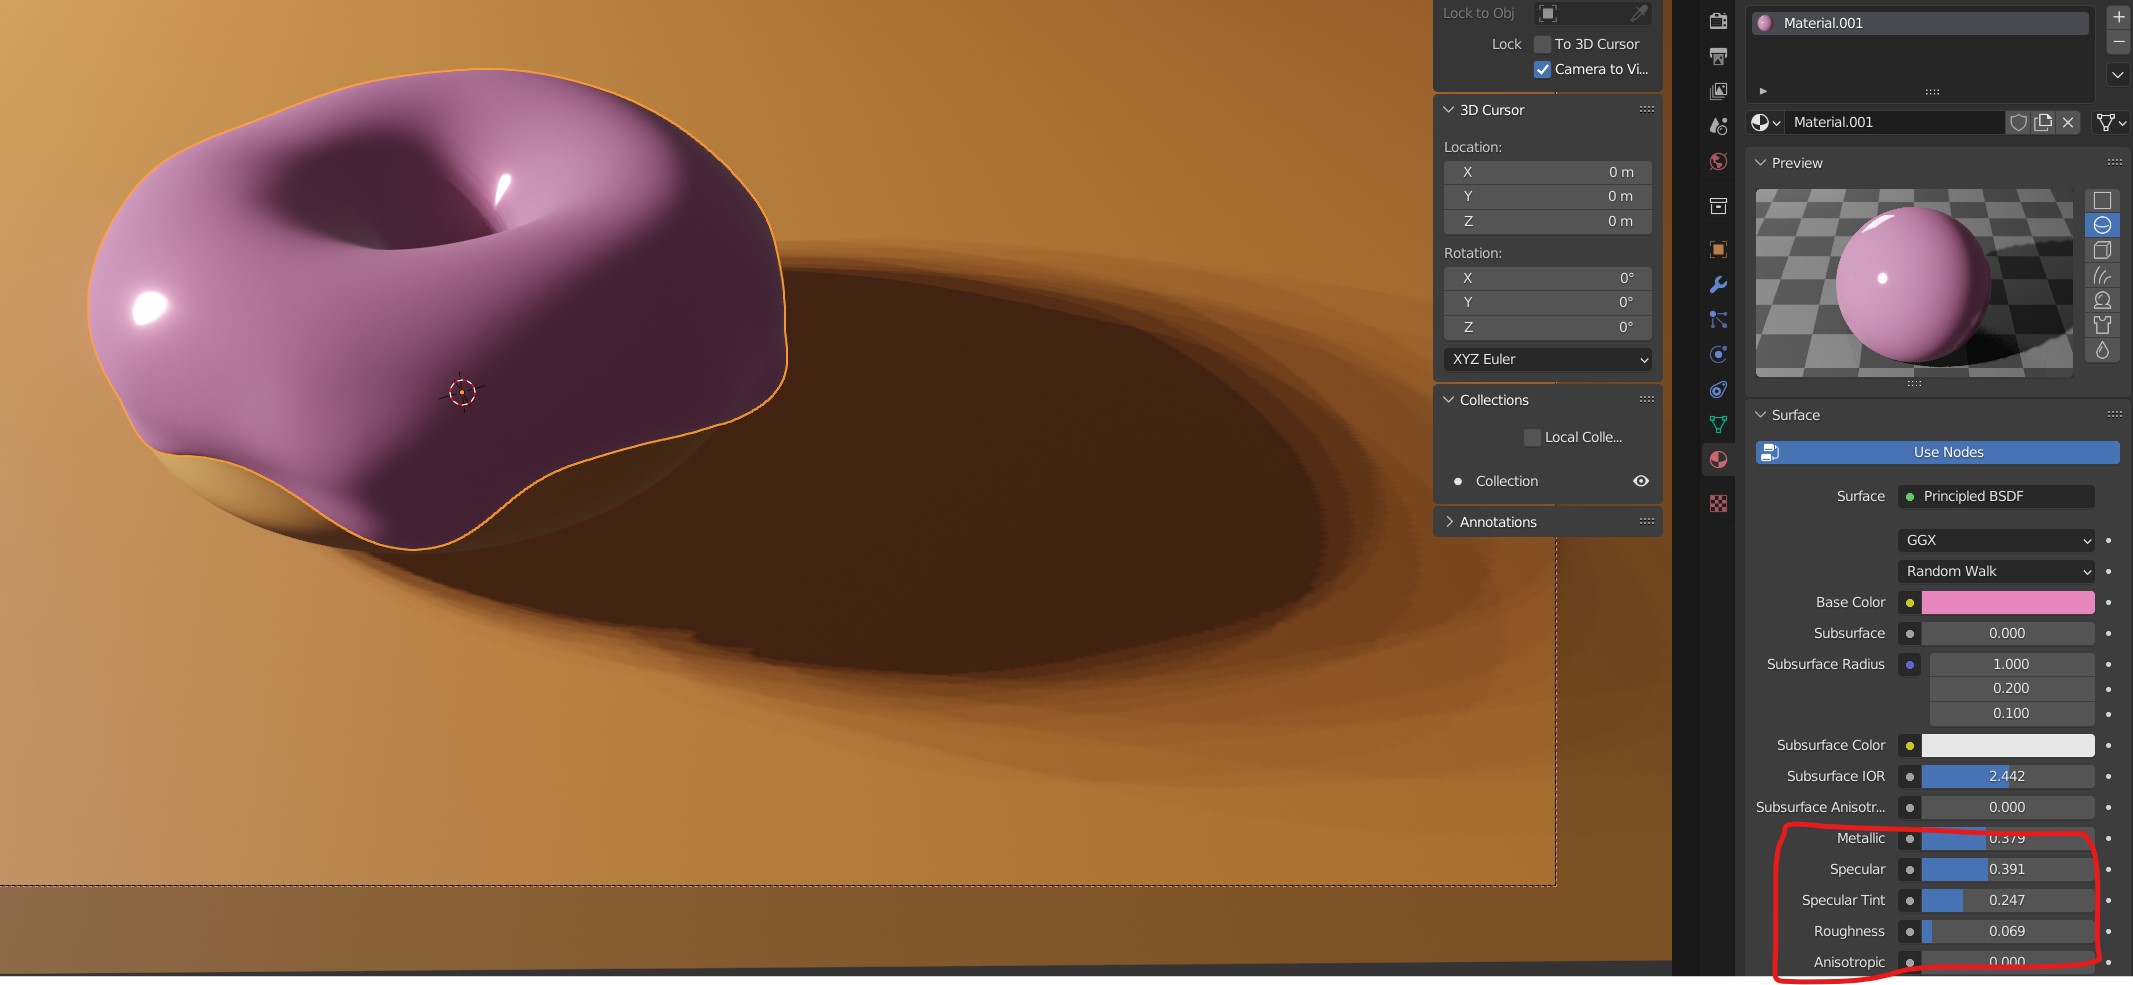 Lock to Obj
Lock To 3D Cursor
Camera to Vi...
3D Cursor
Location:
X 0 m
Y 0 m
Z 0 m
Rotation:
X 0°
Y 0°
Z 0°
XYZ Euler
Collections
Local Colle...
Collection
Annotations
Material.001
Material.001
Preview
Surface
Use Nodes
Surface Principled BSDF
GGX
Random Walk
Base Color
Subsurface 0.000
Subsurface Radius 1.000
0.200
0.100
Subsurface Color
Subsurface IOR 2.442
Subsurface Anisotr... 0.000
Metallic 0.379
Specular 0.391
Specular Tint 0.247
Roughness 0.069
Anisotropic 0.000